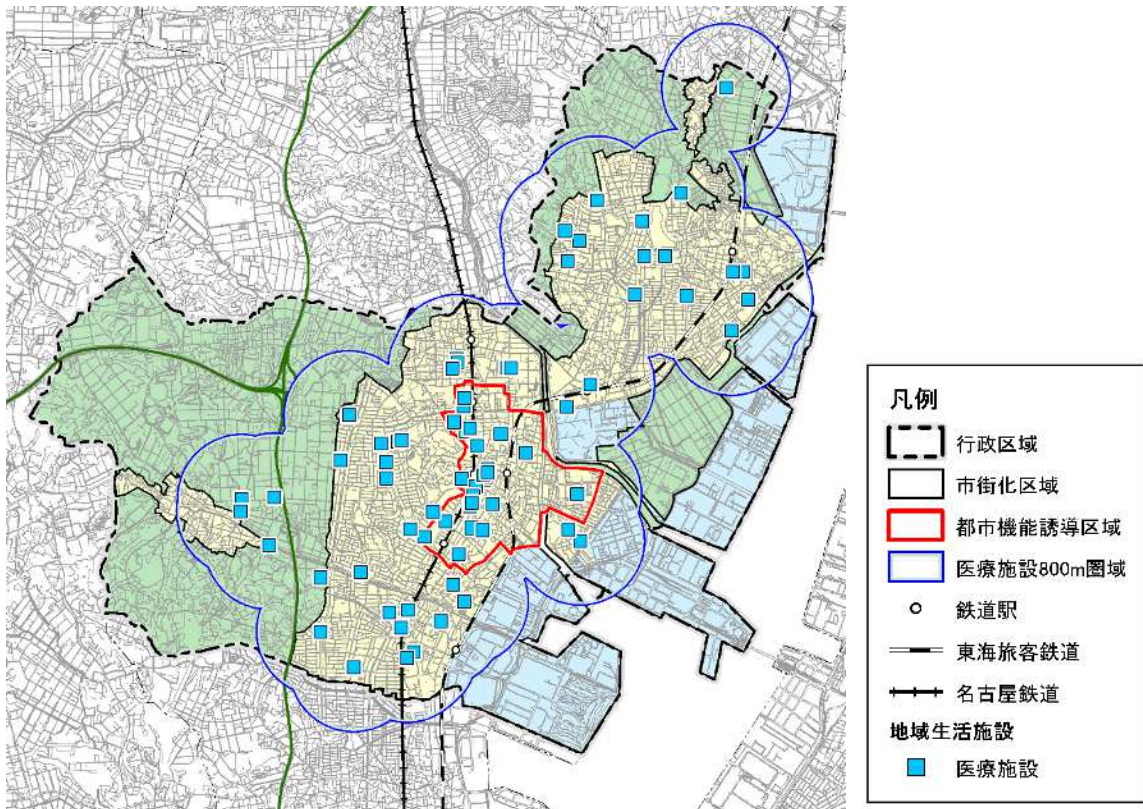 凡例
行政区域
市街化区域
都市機能誘導区域
医療施設800m圏域
鉄道駅
東海旅客鉄道
名古屋鉄道
地域生活施設
医療施設